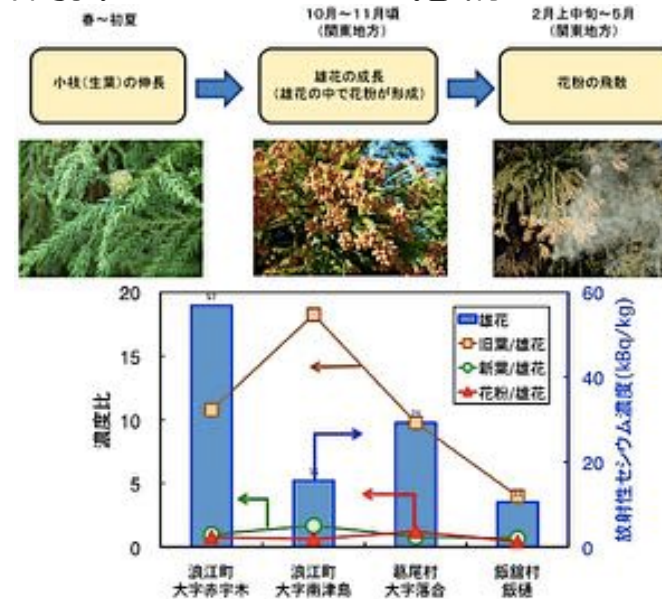 春～初夏
10月～11月頃
(関東地方)
2月上中旬～5月
(関東地方)
小枝(生葉)の伸長
雄花の成長
(雄花の中で花粉が形成)
花粉の飛散
20
15
10
5
0
濃度比
60
40
20
0
放射性セシウム濃度(kBq/kg)
雄花
旧葉/雄花
新葉/雄花
花粉/雄花
浪江町
大字赤宇木
浪江町
大字南津島
葛尾村
大字落合
飯舘村
飯樋